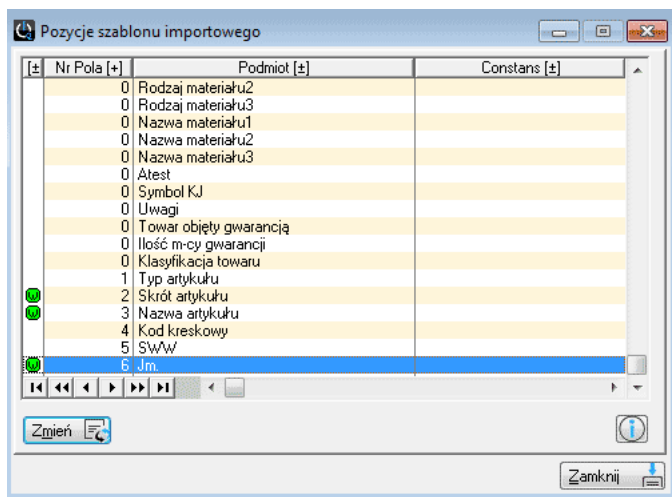 Pozycje szablonu importowego
[± Nr Pola [+] Podmiot [±] Constans [±]
0 Rodzaj materiału2
0 Rodzaj materiału3
0 Nazwa materiału1
0 Nazwa materiału2
0 Nazwa materiału3
0 Atest
0 Symbol KJ
0 Uwagi
0 Towar objęty gwarancją
0 Ilość m-cy gwarancji
0 Klasyfikacja towaru
1 Typ artykułu
2 Skrót artykułu
3 Nazwa artykułu
4 Kod kreskowy
5 SWW
6 Jm.
Zmień
Zamknij